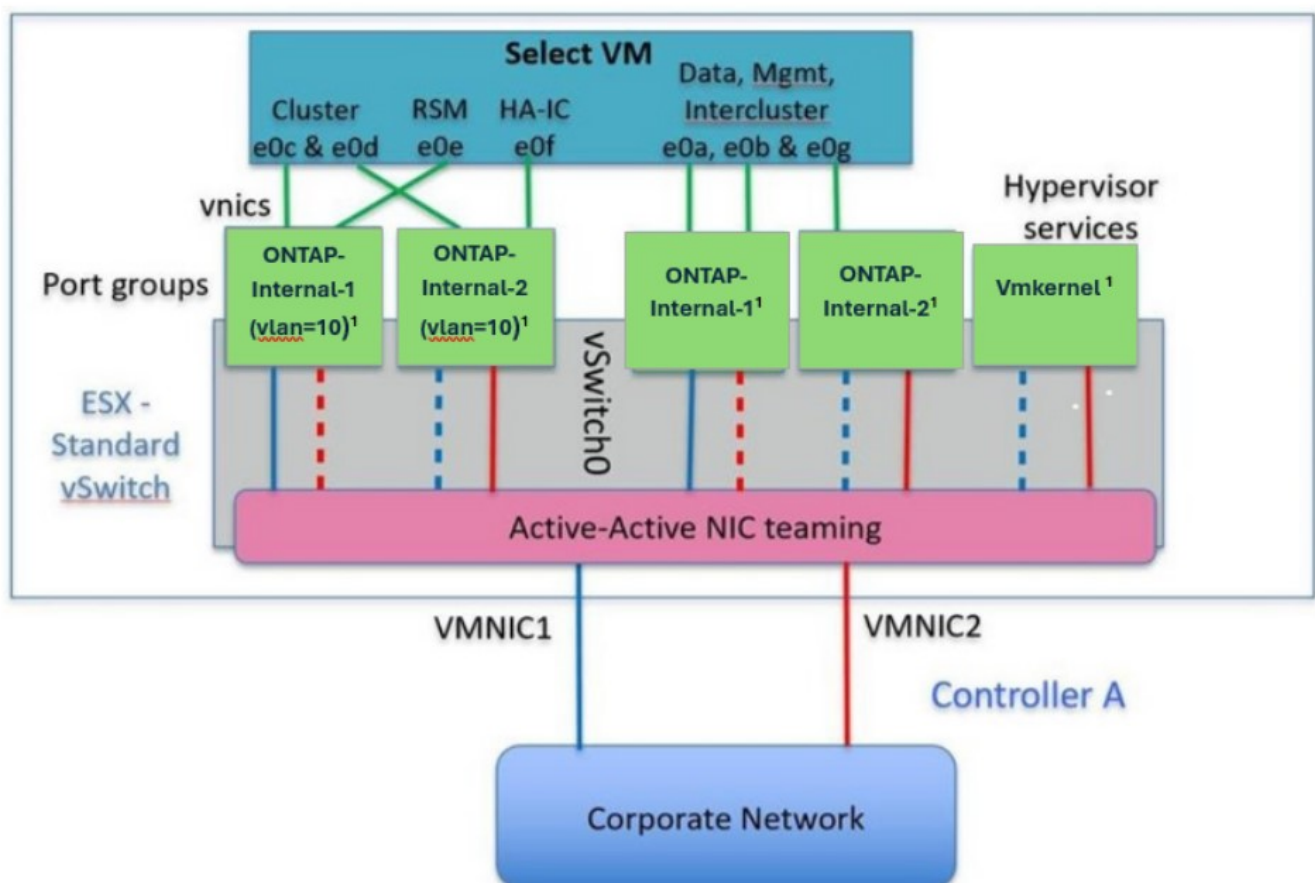 Select VM
Cluster
e0c & e0d
RSM
e0e
HA-IC
e0f
Data, Mgmt,
Intercluster
e0a, e0b & e0g
vnics
Hypervisor
services
Port groups
ONTAP-
Internal-1
(vlan=10)¹
ONTAP-
Internal-2
(vlan=10)¹
ONTAP-
Internal-1¹
ONTAP-
Internal-2¹
Vmkernel ¹
ESX -
Standard
vSwitch
vSwitch0
Active-Active NIC teaming
VMNIC1
VMNIC2
Controller A
Corporate Network